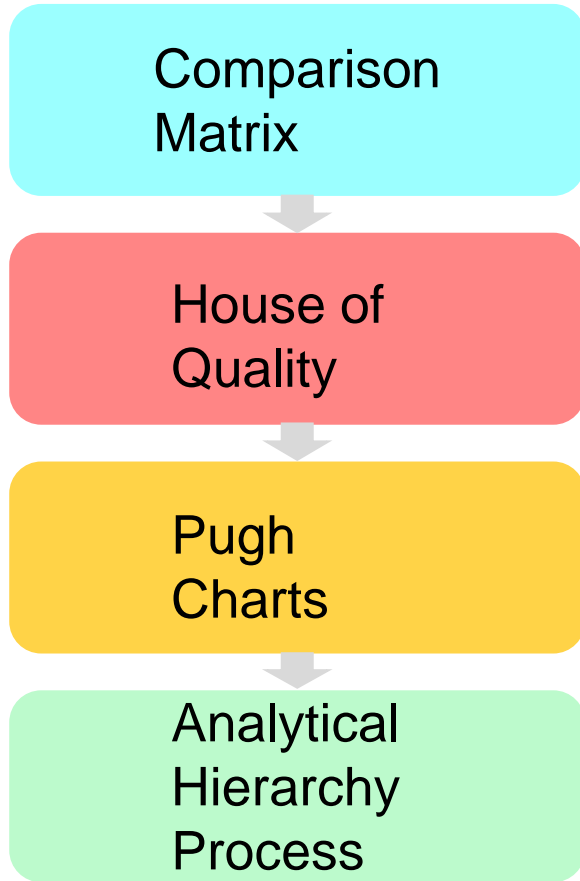 Comparison
Matrix
House of
Quality
Pugh
Charts
Analytical
Hierarchy
Process